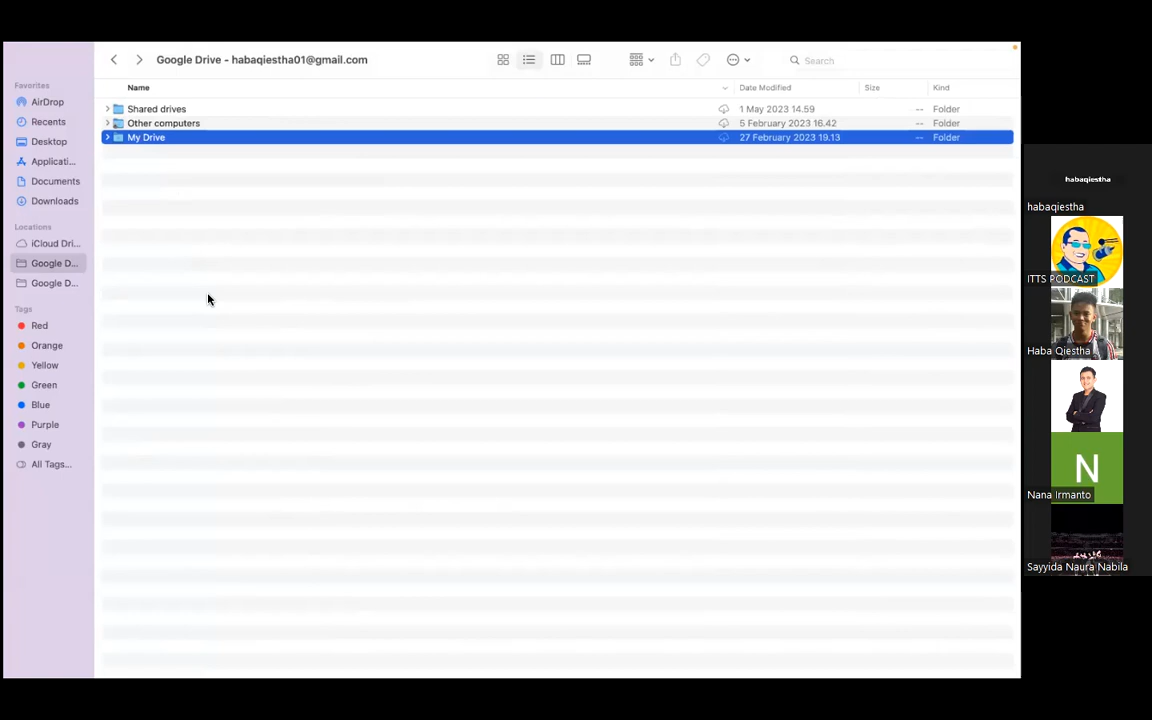 Google Drive - habaqiestha01@gmail.com
Search
Favorites
AirDrop
Recents
Desktop
Applicati...
Documents
Downloads
Locations
iCloud Dri...
Google D...
Google D...
Tags
Red
Orange
Yellow
Green
Blue
Purple
Gray
All Tags...
Name Date Modified Size Kind
Shared drives 1 May 2023 14.59 -- Folder
Other computers 5 February 2023 16.42 -- Folder
My Drive 27 February 2023 19.13 -- Folder
habaqiestha
habaqiestha
ITTS PODCAST
Haba Qiestha
N
Nana Irmanto
Sayyida Naura Nabila